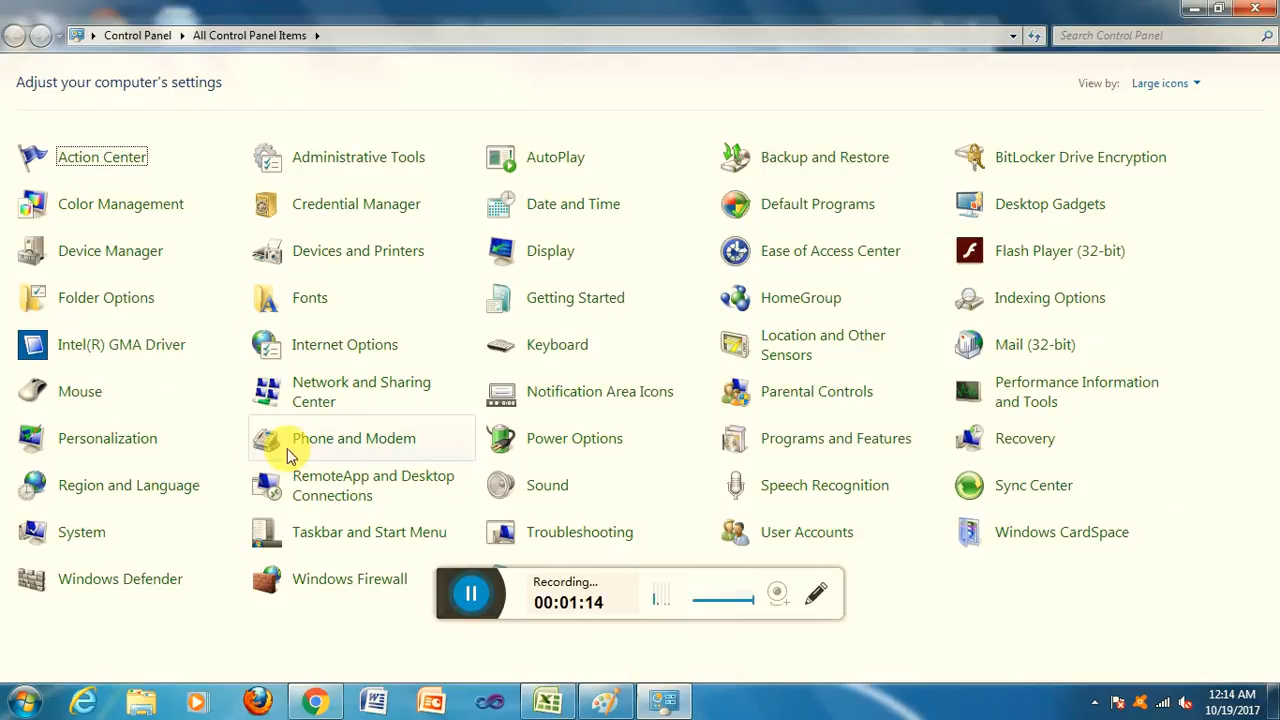 Control Panel
All Control Panel Items
Search Control Panel
Adjust your computer's settings
View by:
Large icons
Action Center
Administrative Tools
AutoPlay
Backup and Restore
BitLocker Drive Encryption
Color Management
Credential Manager
Date and Time
Default Programs
Desktop Gadgets
Device Manager
Devices and Printers
Display
Ease of Access Center
Flash Player (32-bit)
Folder Options
Fonts
Getting Started
HomeGroup
Indexing Options
Intel(R) GMA Driver
Internet Options
Keyboard
Location and Other
Sensors
Mail (32-bit)
Mouse
Network and Sharing
Center
Notification Area Icons
Parental Controls
Performance Information
and Tools
Personalization
Phone and Modem
Power Options
Programs and Features
Recovery
Region and Language
RemoteApp and Desktop
Connections
Sound
Speech Recognition
Sync Center
System
Taskbar and Start Menu
Troubleshooting
User Accounts
Windows CardSpace
Windows Defender
Windows Firewall
Recording...
00:01:14
12:14 AM
10/19/2017